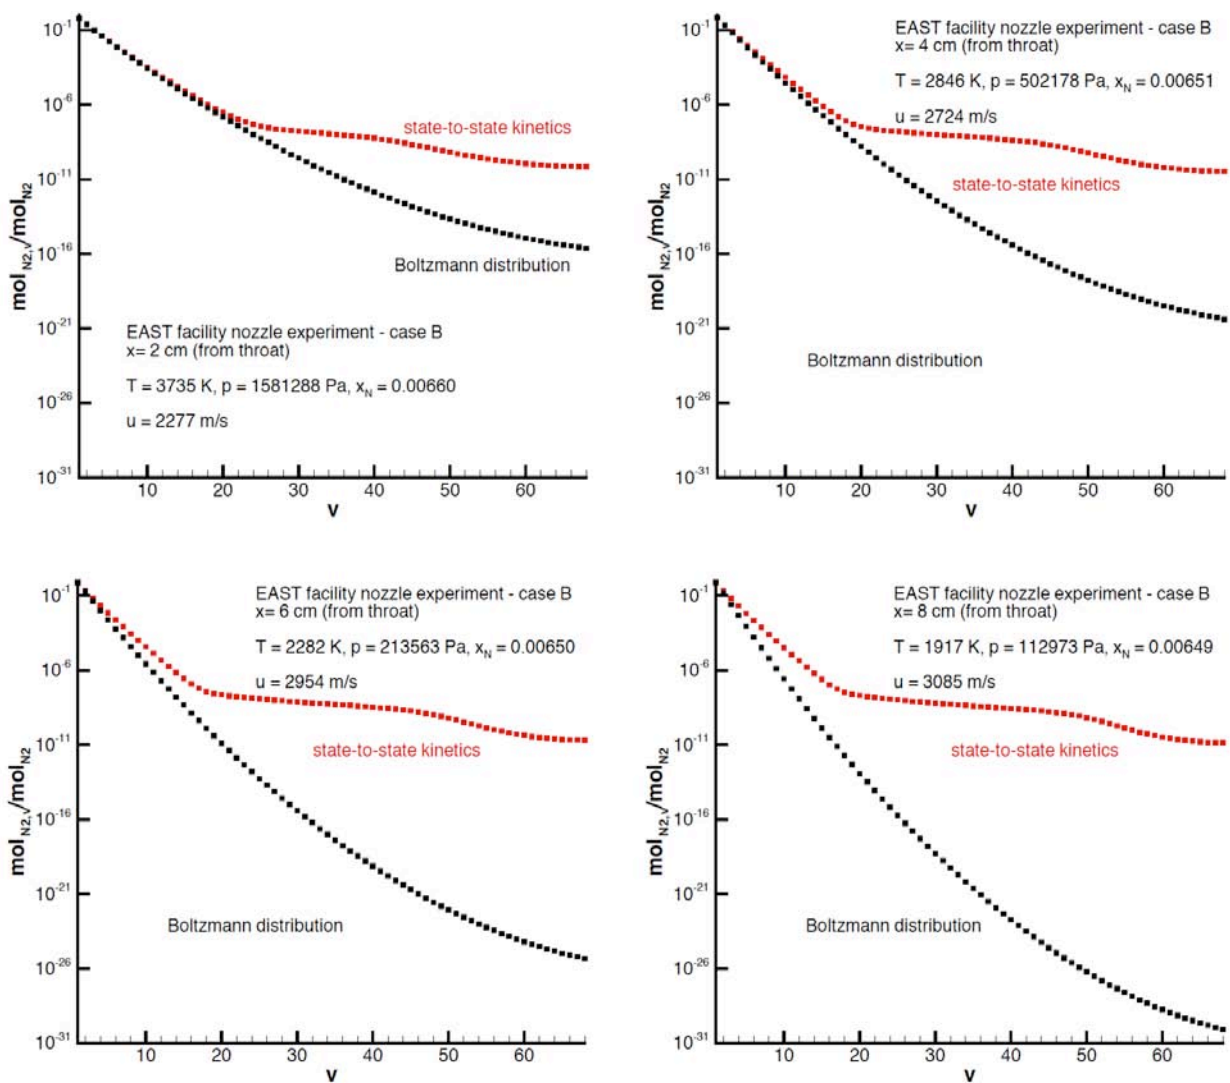 10^-1
10^-6
10^-11
10^-16
10^-21
10^-26
10^-31
mol_N2,v/mol_N2
state-to-state kinetics
Boltzmann distribution
EAST facility nozzle experiment - case B
x= 2 cm (from throat)
T = 3735 K, p = 1581288 Pa, x_N = 0.00660
u = 2277 m/s
10 20 30 40 50 60
v
10^-1
10^-6
10^-11
10^-16
10^-21
10^-26
10^-31
mol_N2,v/mol_N2
EAST facility nozzle experiment - case B
x= 4 cm (from throat)
T = 2846 K, p = 502178 Pa, x_N = 0.00651
u = 2724 m/s
state-to-state kinetics
Boltzmann distribution
10 20 30 40 50 60
v
10^-1
10^-6
10^-11
10^-16
10^-21
10^-26
10^-31
mol_N2,v/mol_N2
EAST facility nozzle experiment - case B
x= 6 cm (from throat)
T = 2282 K, p = 213563 Pa, x_N = 0.00650
u = 2954 m/s
state-to-state kinetics
Boltzmann distribution
10 20 30 40 50 60
v
10^-1
10^-6
10^-11
10^-16
10^-21
10^-26
10^-31
mol_N2,v/mol_N2
EAST facility nozzle experiment - case B
x= 8 cm (from throat)
T = 1917 K, p = 112973 Pa, x_N = 0.00649
u = 3085 m/s
state-to-state kinetics
Boltzmann distribution
10 20 30 40 50 60
v